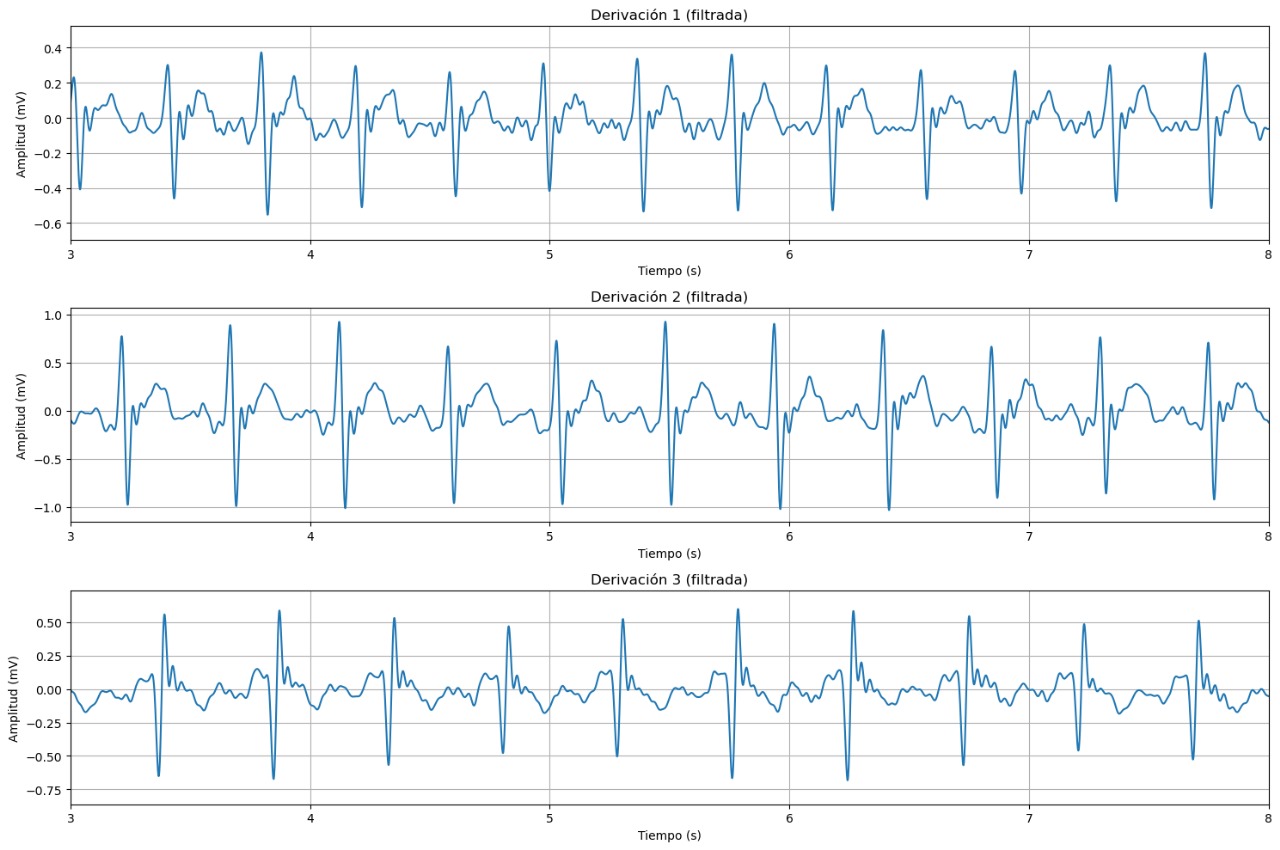 Derivación 1 (filtrada)
Amplitud (mV)
0.4
0.2
0.0
−0.2
−0.4
−0.6
3 4 5 6 7 8
Tiempo (s)
Derivación 2 (filtrada)
Amplitud (mV)
1.0
0.5
0.0
−0.5
−1.0
3 4 5 6 7 8
Tiempo (s)
Derivación 3 (filtrada)
Amplitud (mV)
0.50
0.25
0.00
−0.25
−0.50
−0.75
3 4 5 6 7 8
Tiempo (s)